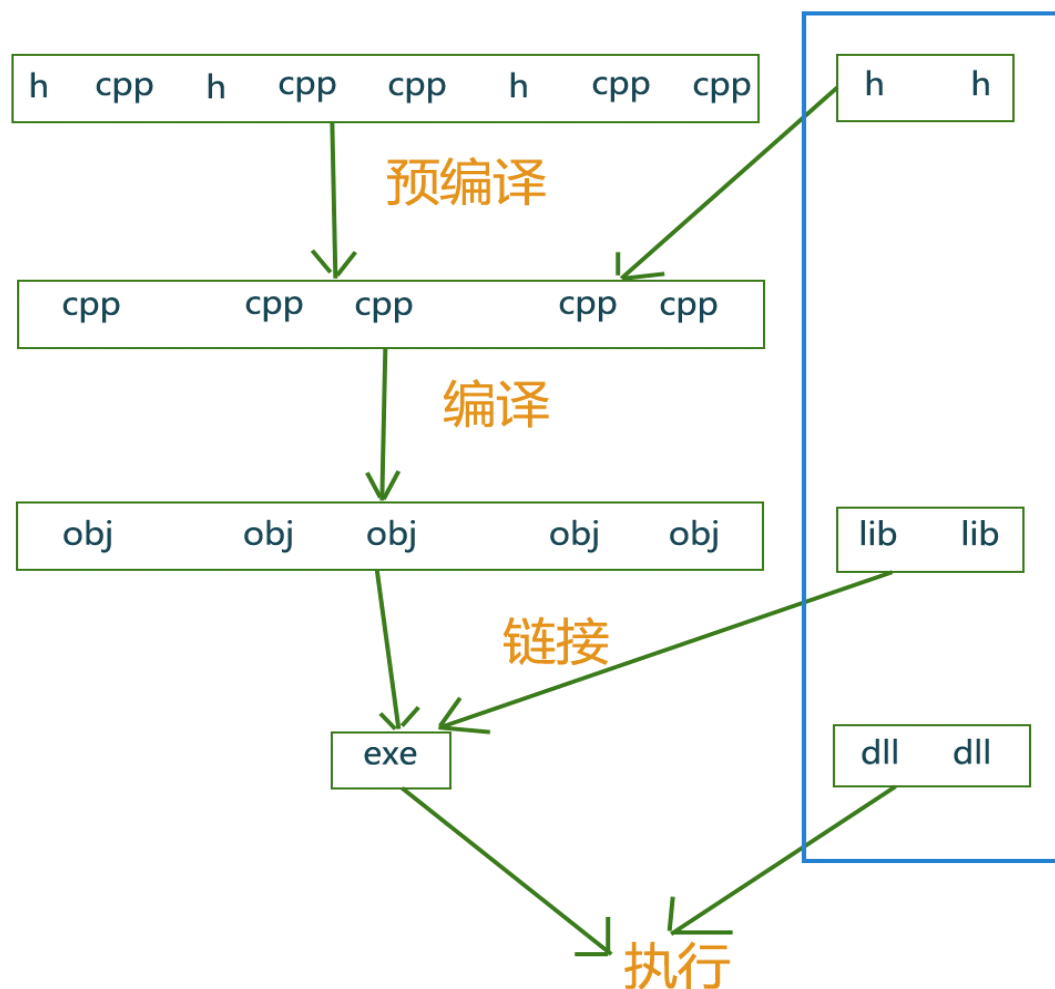 h cpp h cpp cpp h cpp cpp
h h
预编译
cpp cpp cpp cpp cpp
编译
obj obj obj obj obj
lib lib
链接
exe
dll dll
执行